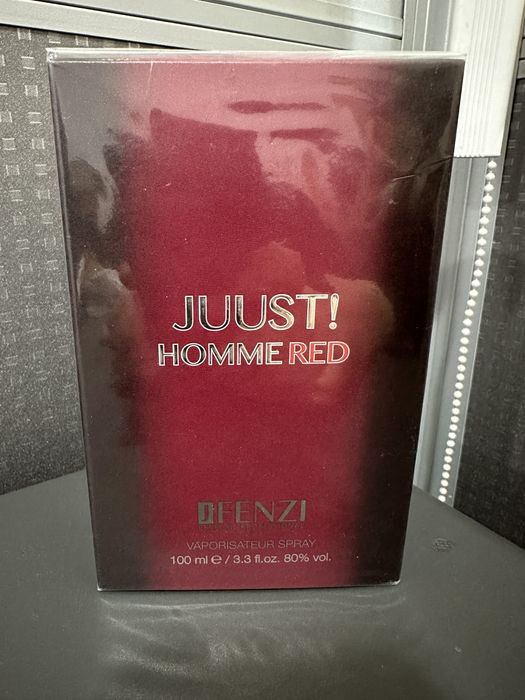 JUUST!
HOMME RED
JFENZI
VAPORISATEUR SPRAY
100 ml ℮ / 3.3 fl.oz. 80% vol.